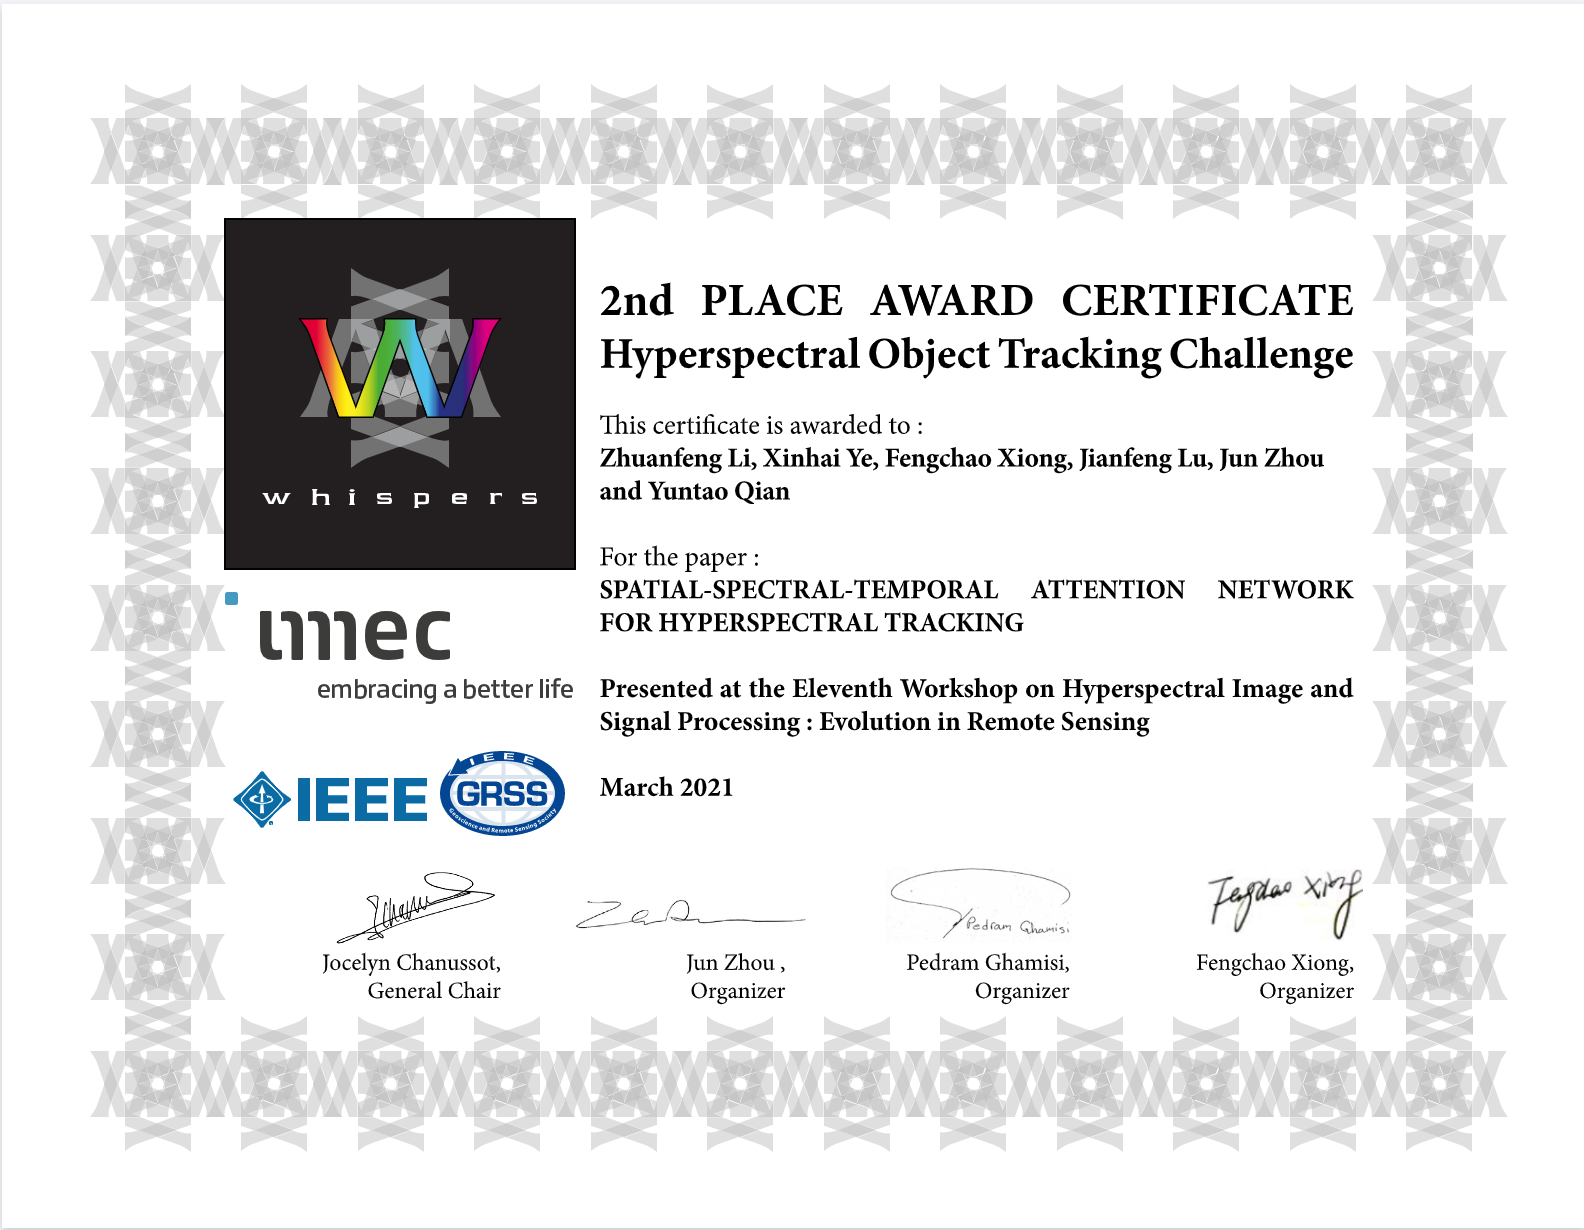 2nd PLACE AWARD CERTIFICATE
Hyperspectral Object Tracking Challenge
This certificate is awarded to :
Zhuanfeng Li, Xinhai Ye, Fengchao Xiong, Jianfeng Lu, Jun Zhou
and Yuntao Qian
For the paper :
SPATIAL-SPECTRAL-TEMPORAL ATTENTION NETWORK
FOR HYPERSPECTRAL TRACKING
Presented at the Eleventh Workshop on Hyperspectral Image and
Signal Processing : Evolution in Remote Sensing
March 2021
W
whispers
imec
embracing a better life
IEEE
IEEE
GRSS
Geoscience and Remote Sensing Society
Pedram Ghamisi
Fengchao Xiong
Jocelyn Chanussot,
General Chair
Jun Zhou ,
Organizer
Pedram Ghamisi,
Organizer
Fengchao Xiong,
Organizer